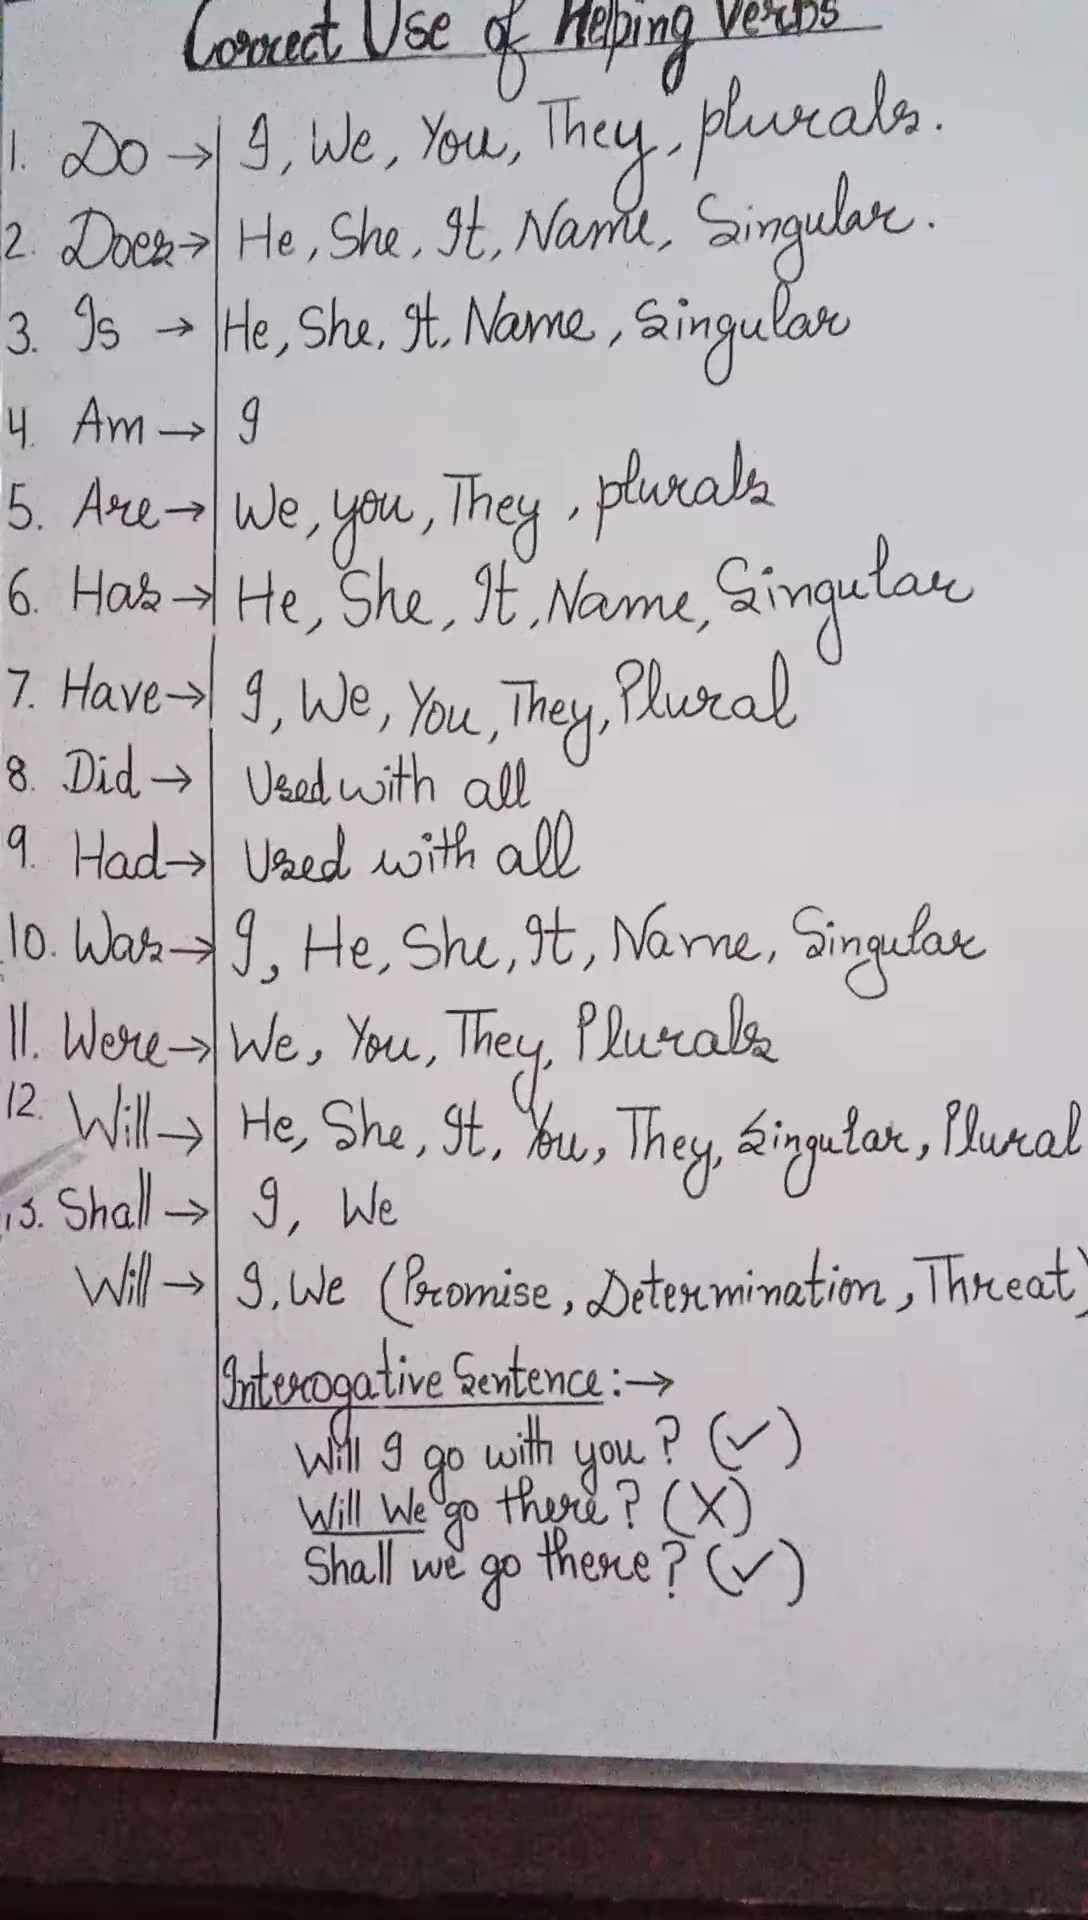 Correct Use of Helping Verbs
1. Do → I, We, You, They, plurals.
2. Does → He, She, It, Name, Singular.
3. Is → He, She, It, Name, Singular
4. Am → I
5. Are → We, you, They, plurals
6. Has → He, She, It, Name, Singular
7. Have → I, We, You, They, Plural
8. Did → Used with all
9. Had → Used with all
10. Was → I, He, She, It, Name, Singular
11. Were → We, You, They, Plurals
12. Will → He, She, It, You, They, Singular, Plural
13. Shall → I, We
Will → I, We (Promise, Determination, Threat)
Interogative Sentence :→
Will I go with you? (✓)
Will We go there? (X)
Shall we go there? (✓)